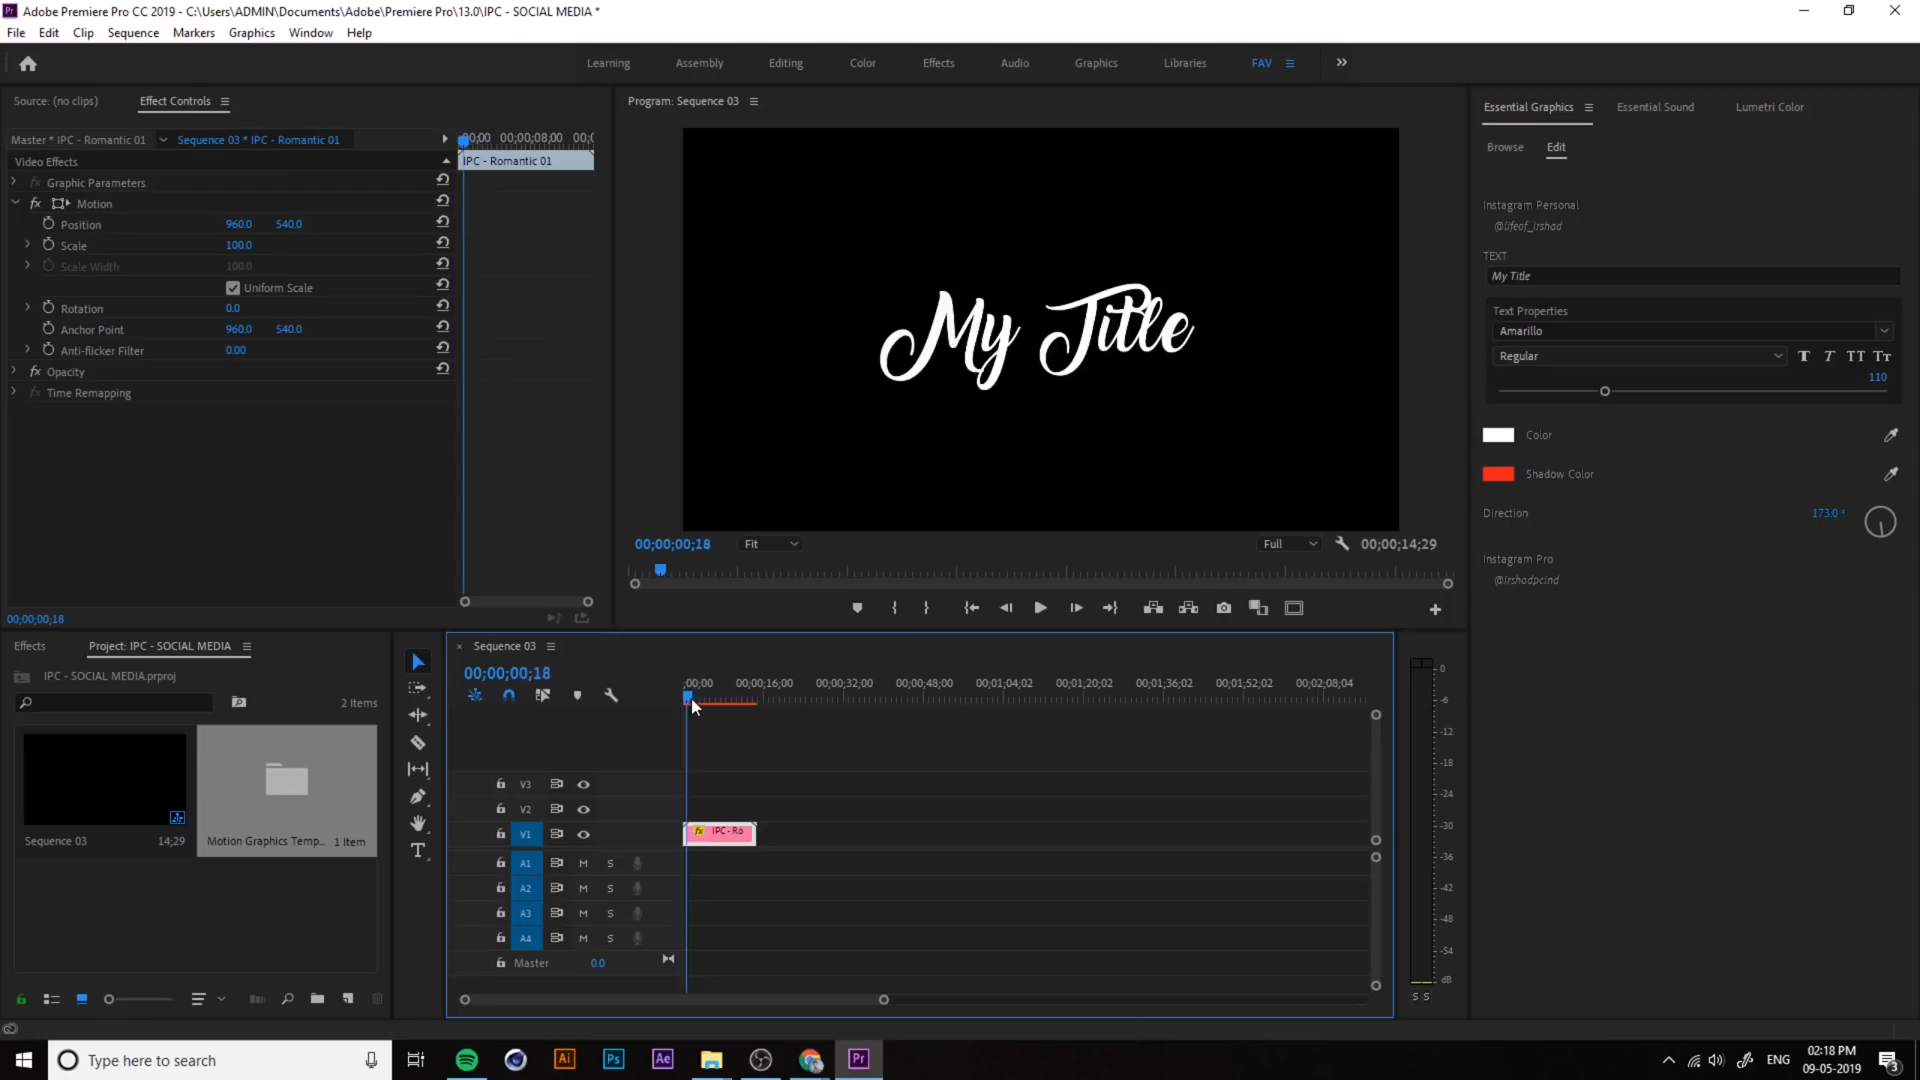 Adobe Premiere Pro CC 2019 - C:\Users\ADMIN\Documents\Adobe\Premiere Pro\13.0\IPC - SOCIAL MEDIA *
File Edit Clip Sequence Markers Graphics Window Help
Learning Assembly Editing Color Effects Audio Graphics Libraries FAV
Source: (no clips) Effect Controls
Master * IPC - Romantic 01 Sequence 03 * IPC - Romantic 01
00;00;08;00
Video Effects
IPC - Romantic 01
Graphic Parameters
fx Motion
Position 960.0 540.0
Scale 100.0
Scale Width 100.0
Uniform Scale
Rotation 0.0
Anchor Point 960.0 540.0
Anti-flicker Filter 0.00
fx Opacity
Time Remapping
00;00;00;18
Program: Sequence 03
My Title
00;00;00;18 Fit Full 00;00;14;29
Essential Graphics Essential Sound Lumetri Color
Browse Edit
Instagram Personal
@lifeof_irshad
TEXT
My Title
Text Properties
Amarillo
Regular T T TT Tт
110
Color
Shadow Color
Direction 173.0 °
Instagram Pro
@irshadpcind
Effects Project: IPC - SOCIAL MEDIA
IPC - SOCIAL MEDIA.prproj
2 Items
Sequence 03 14;29
Motion Graphics Temp... 1 Item
Sequence 03
00;00;00;18
;00;00 00;00;16;00 00;00;32;00 00;00;48;00 00;01;04;02 00;01;20;02 00;01;36;02 00;01;52;02 00;02;08;04
V3
V2
V1 fx IPC - Ro
A1 M S
A2 M S
A3 M S
A4 M S
Master 0.0
0
-6
-12
-18
-24
-30
-36
-42
-48
-54
dB
S S
Type here to search
Ai Ps Ae Pr
ENG
02:18 PM
09-05-2019
3